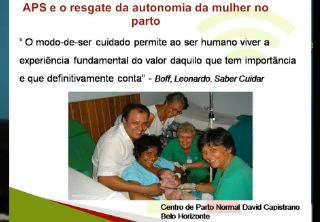 APS e o resgate da autonomia da mulher no
parto
“ O modo-de-ser cuidado permite ao ser humano viver a
experiência fundamental do valor daquilo que tem importância
e que definitivamente conta” - Boff, Leonardo. Saber Cuidar
Centro de Parto Normal David Capistrano
Belo Horizonte